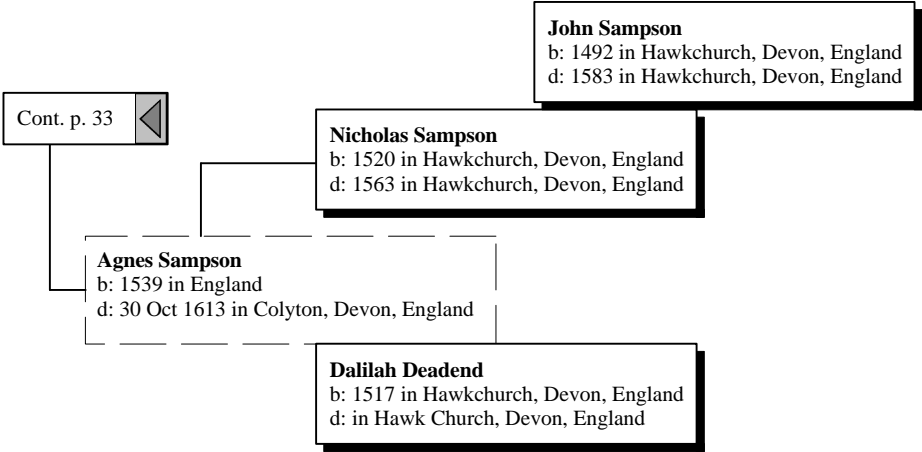 John Sampson
b: 1492 in Hawkchurch, Devon, England
d: 1583 in Hawkchurch, Devon, England
Cont. p. 33
Nicholas Sampson
b: 1520 in Hawkchurch, Devon, England
d: 1563 in Hawkchurch, Devon, England
Agnes Sampson
b: 1539 in England
d: 30 Oct 1613 in Colyton, Devon, England
Dalilah Deadend
b: 1517 in Hawkchurch, Devon, England
d: in Hawk Church, Devon, England